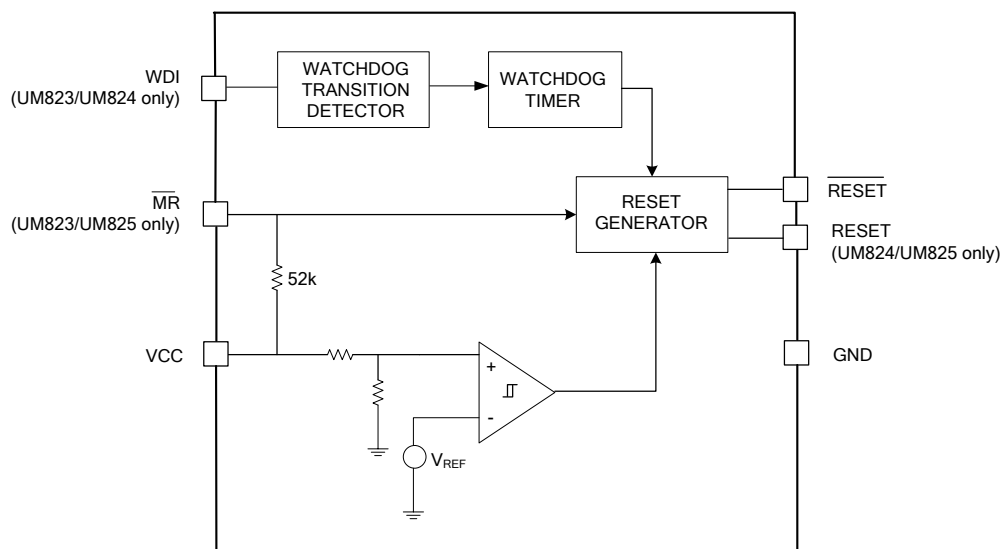 WDI
(UM823/UM824 only)
WATCHDOG
TRANSITION
DETECTOR
WATCHDOG
TIMER
MR
(UM823/UM825 only)
RESET
GENERATOR
RESET
RESET
(UM824/UM825 only)
52k
VCC
GND
+
-
VREF